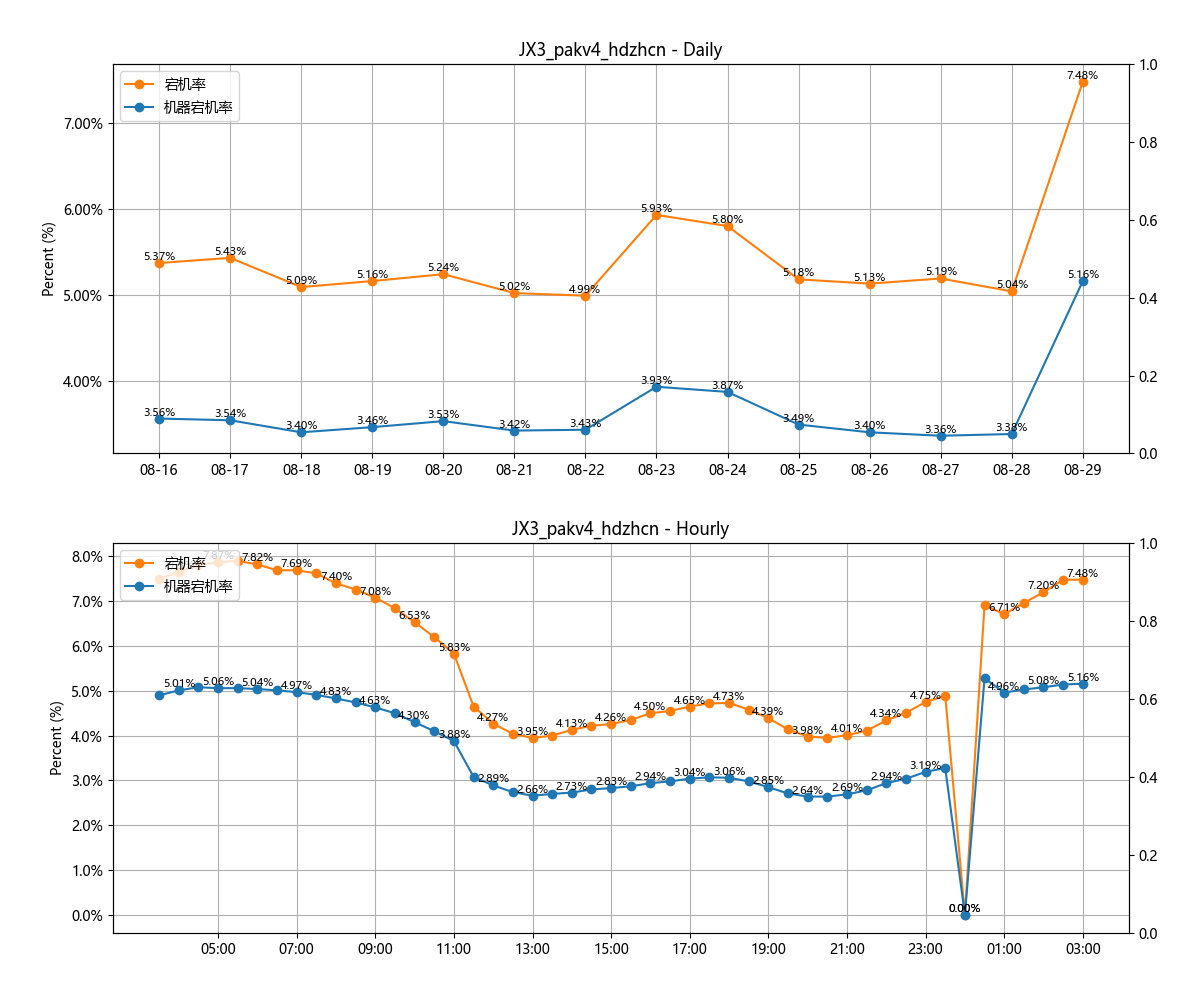 JX3_pakv4_hdzhcn - Daily
宕机率
机器宕机率
Percent (%)
7.00%
6.00%
5.00%
4.00%
1.0
0.8
0.6
0.4
0.2
0.0
5.37% 5.43% 5.09% 5.16% 5.24% 5.02% 4.99% 5.93% 5.80% 5.18% 5.13% 5.19% 5.04% 7.48%
3.56% 3.54% 3.40% 3.46% 3.53% 3.42% 3.43% 3.93% 3.87% 3.49% 3.40% 3.36% 3.38% 5.16%
08-16 08-17 08-18 08-19 08-20 08-21 08-22 08-23 08-24 08-25 08-26 08-27 08-28 08-29
JX3_pakv4_hdzhcn - Hourly
宕机率
机器宕机率
Percent (%)
8.0%
7.0%
6.0%
5.0%
4.0%
3.0%
2.0%
1.0%
0.0%
1.0
0.8
0.6
0.4
0.2
0.0
7.87% 7.82% 7.69% 7.40% 7.08% 6.53% 5.83% 4.27% 3.95% 4.13% 4.26% 4.50% 4.65% 4.73% 4.39% 3.98% 4.01% 4.34% 4.75% 0.00% 6.71% 7.20% 7.48%
5.01% 5.06% 5.04% 4.97% 4.83% 4.63% 4.30% 3.88% 2.89% 2.66% 2.73% 2.83% 2.94% 3.04% 3.06% 2.85% 2.64% 2.69% 2.94% 3.19% 0.00% 4.96% 5.08% 5.16%
05:00 07:00 09:00 11:00 13:00 15:00 17:00 19:00 21:00 23:00 01:00 03:00